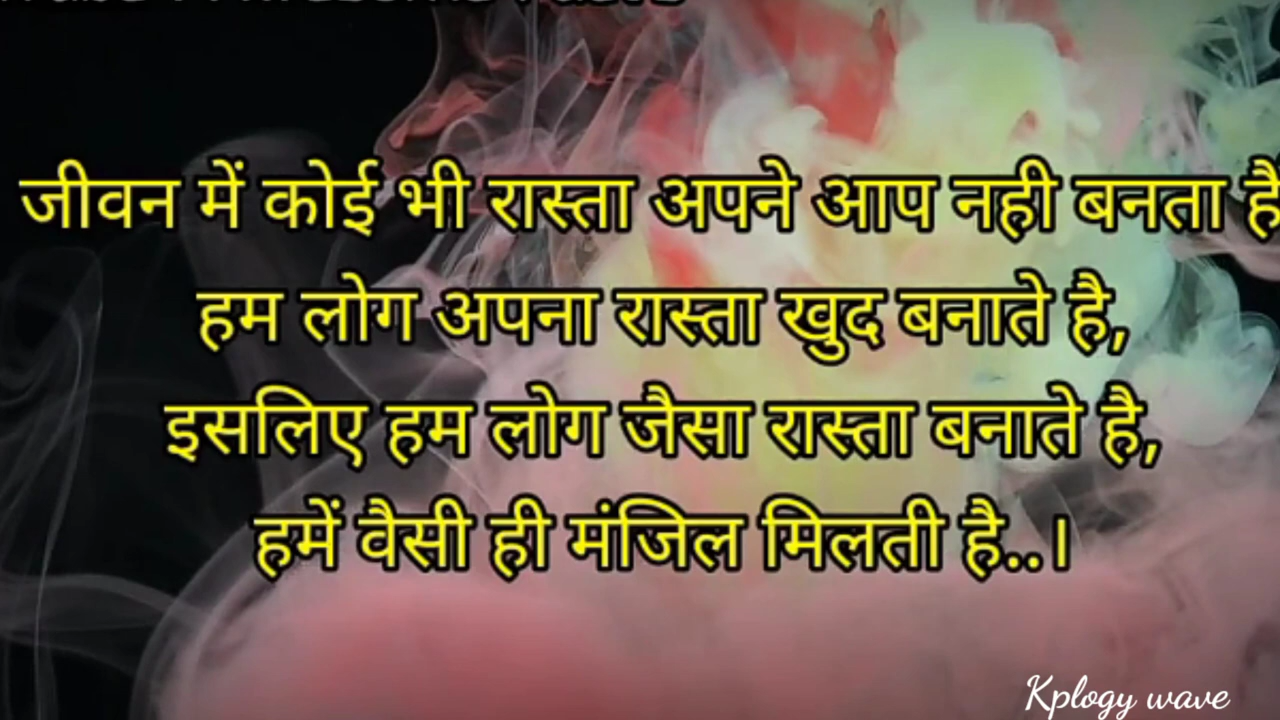 जीवन में कोई भी रास्ता अपने आप नही बनता है
हम लोग अपना रास्ता खुद बनाते है,
इसलिए हम लोग जैसा रास्ता बनाते है,
हमें वैसी ही मंजिल मिलती है..।
Kplogy wave